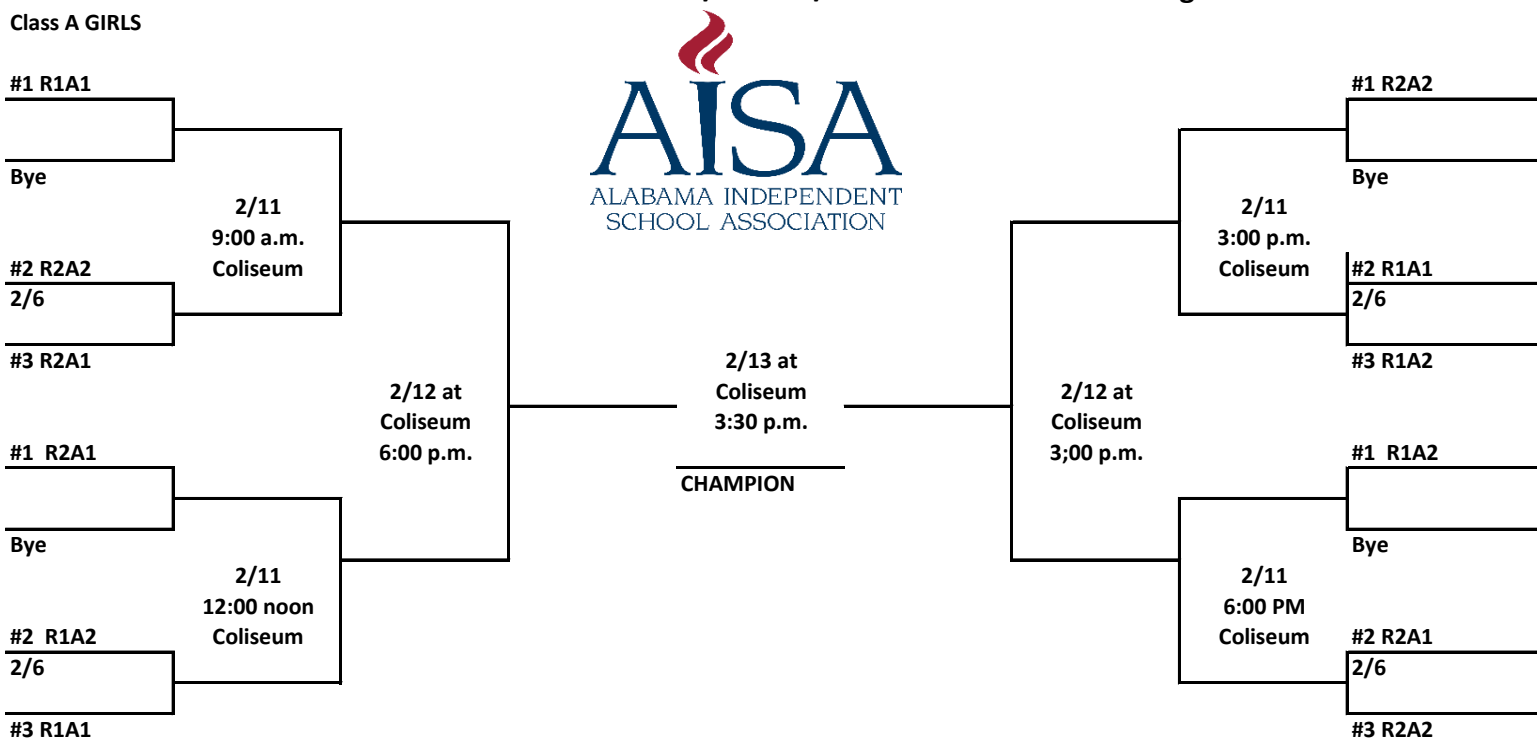 Class A GIRLS
AISA
ALABAMA INDEPENDENT
SCHOOL ASSOCIATION
#1 R1A1
Bye
2/11
9:00 a.m.
Coliseum
#2 R2A2
2/6
#3 R2A1
2/12 at
Coliseum
6:00 p.m.
#1 R2A1
Bye
2/11
12:00 noon
Coliseum
#2 R1A2
2/6
#3 R1A1
2/13 at
Coliseum
3:30 p.m.
CHAMPION
#1 R2A2
Bye
2/11
3:00 p.m.
Coliseum
#2 R1A1
2/6
#3 R1A2
2/12 at
Coliseum
3;00 p.m.
#1 R1A2
Bye
2/11
6:00 PM
Coliseum
#2 R2A1
2/6
#3 R2A2